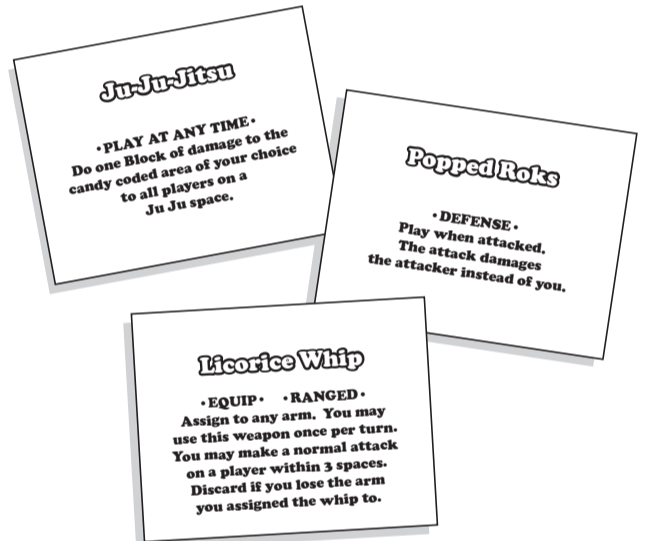 Ju-Ju-Jitsu
•PLAY AT ANY TIME•
Do one Block of damage to the
candy coded area of your choice
to all players on a
Ju Ju space.
Popped Roks
•DEFENSE•
Play when attacked.
The attack damages
the attacker instead of you.
Licorice Whip
•EQUIP• •RANGED•
Assign to any arm. You may
use this weapon once per turn.
You may make a normal attack
on a player within 3 spaces.
Discard if you lose the arm
you assigned the whip to.